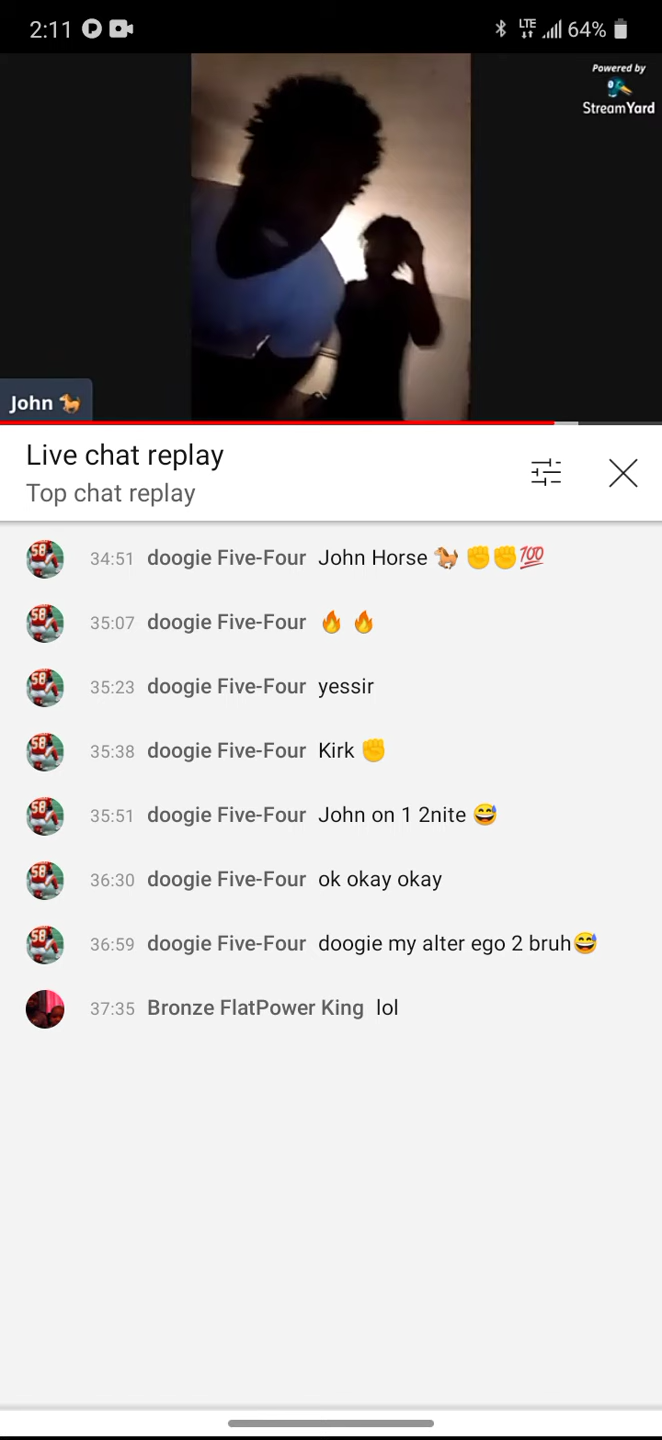 2:11
LTE
64%
Powered by
StreamYard
John 🐎
Live chat replay
Top chat replay
34:51 doogie Five-Four John Horse 🐎 ✊✊💯
35:07 doogie Five-Four 🔥 🔥
35:23 doogie Five-Four yessir
35:38 doogie Five-Four Kirk ✊
35:51 doogie Five-Four John on 1 2nite 😅
36:30 doogie Five-Four ok okay okay
36:59 doogie Five-Four doogie my alter ego 2 bruh😅
37:35 Bronze FlatPower King lol